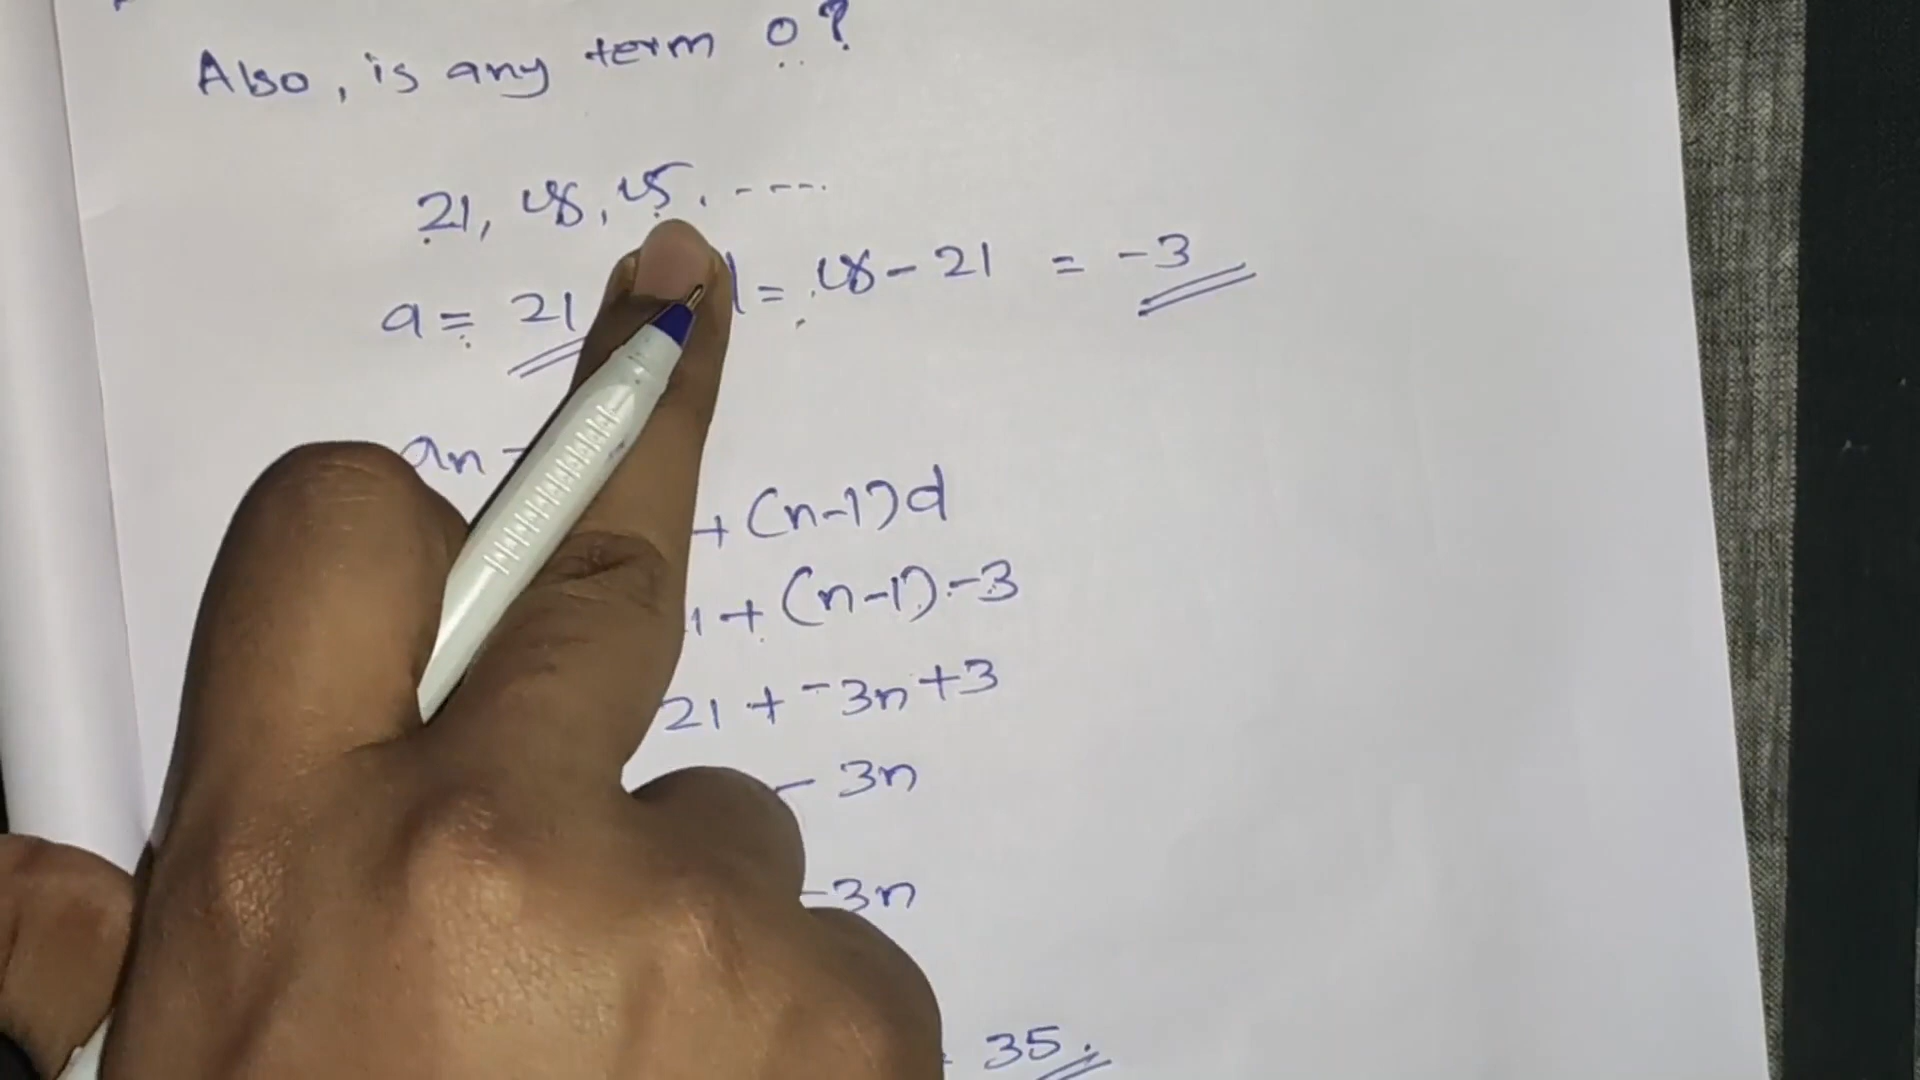 Also, is any term 0?
21, 18, 15, ----.
a = 21 = 18 - 21 = -3
an
+ (n-1)d
+ (n-1)-3
21 + -3n+3
- 3n
-3n
35.